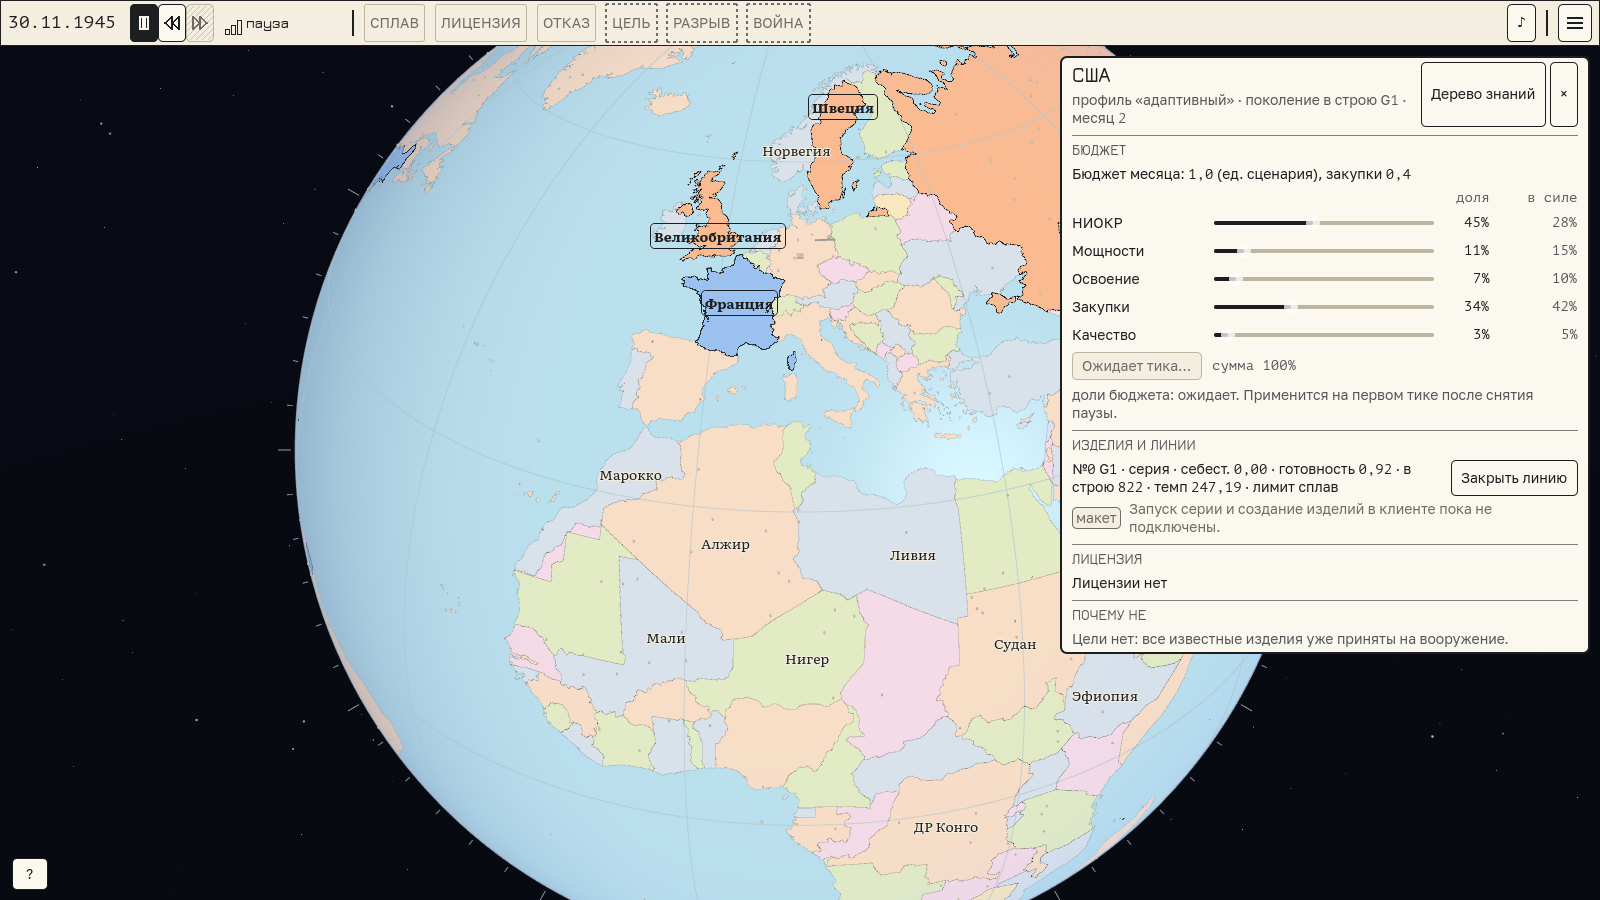 30.11.1945
пауза
СПЛАВ
ЛИЦЕНЗИЯ
ОТКАЗ
ЦЕЛЬ
РАЗРЫВ
ВОЙНА
♪
США
профиль «адаптивный» · поколение в строю G1 ·
месяц 2
Дерево знаний
×
БЮДЖЕТ
Бюджет месяца: 1,0 (ед. сценария), закупки 0,4
доля в силе
НИОКР 45% 28%
Мощности 11% 15%
Освоение 7% 10%
Закупки 34% 42%
Качество 3% 5%
Ожидает тика… сумма 100%
доли бюджета: ожидает. Применится на первом тике после снятия
паузы.
ИЗДЕЛИЯ И ЛИНИИ
№0 G1 · серия · себест. 0,00 · готовность 0,92 · в
строю 822 · темп 247,19 · лимит сплав
Закрыть линию
макет
Запуск серии и создание изделий в клиенте пока не
подключены.
ЛИЦЕНЗИЯ
Лицензии нет
ПОЧЕМУ НЕ
Цели нет: все известные изделия уже приняты на вооружение.
Швеция
Норвегия
Великобритания
Франция
Марокко
Алжир
Ливия
Мали
Нигер
Судан
Эфиопия
ДР Конго
?